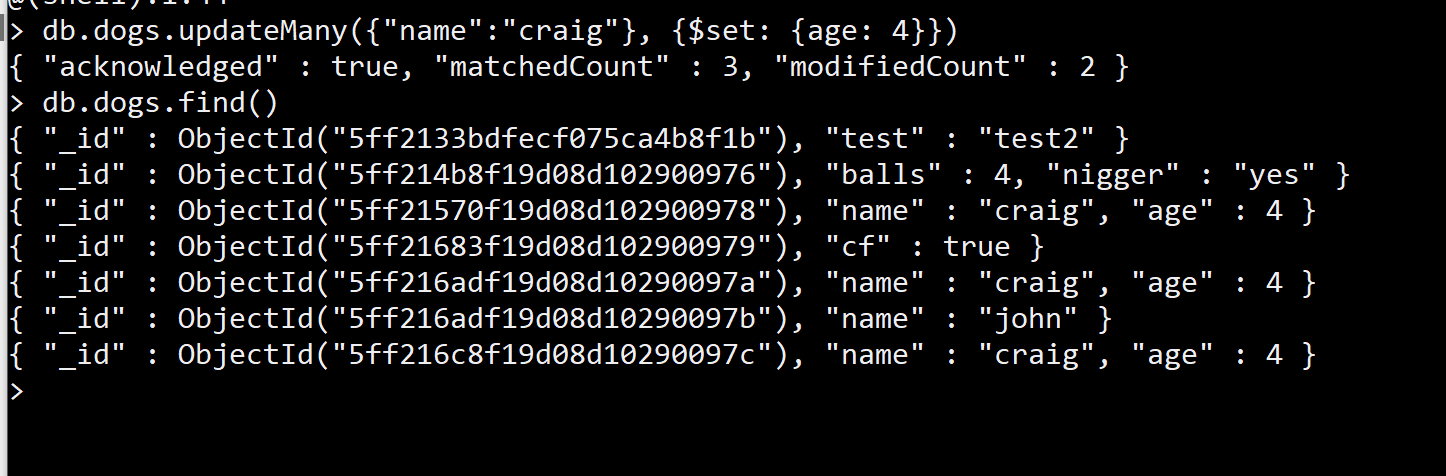 > db.dogs.updateMany({"name":"craig"}, {$set: {age: 4}})
{ "acknowledged" : true, "matchedCount" : 3, "modifiedCount" : 2 }
> db.dogs.find()
{ "_id" : ObjectId("5ff2133bdfecf075ca4b8f1b"), "test" : "test2" }
{ "_id" : ObjectId("5ff214b8f19d08d102900976"), "balls" : 4, "nigger" : "yes" }
{ "_id" : ObjectId("5ff21570f19d08d102900978"), "name" : "craig", "age" : 4 }
{ "_id" : ObjectId("5ff21683f19d08d102900979"), "cf" : true }
{ "_id" : ObjectId("5ff216adf19d08d10290097a"), "name" : "craig", "age" : 4 }
{ "_id" : ObjectId("5ff216adf19d08d10290097b"), "name" : "john" }
{ "_id" : ObjectId("5ff216c8f19d08d10290097c"), "name" : "craig", "age" : 4 }
>